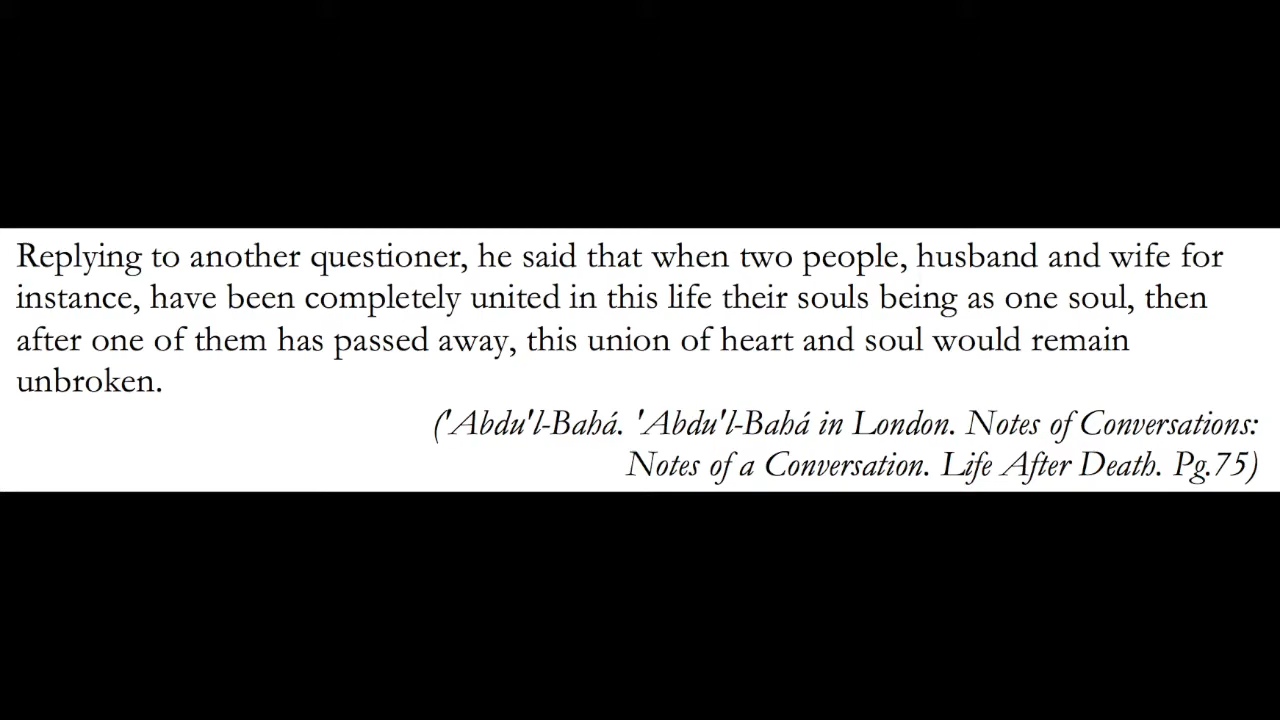 Replying to another questioner, he said that when two people, husband and wife for
instance, have been completely united in this life their souls being as one soul, then
after one of them has passed away, this union of heart and soul would remain
unbroken.
('Abdu'l-Bahá. 'Abdu'l-Bahá in London. Notes of Conversations:
Notes of a Conversation. Life After Death. Pg.75)